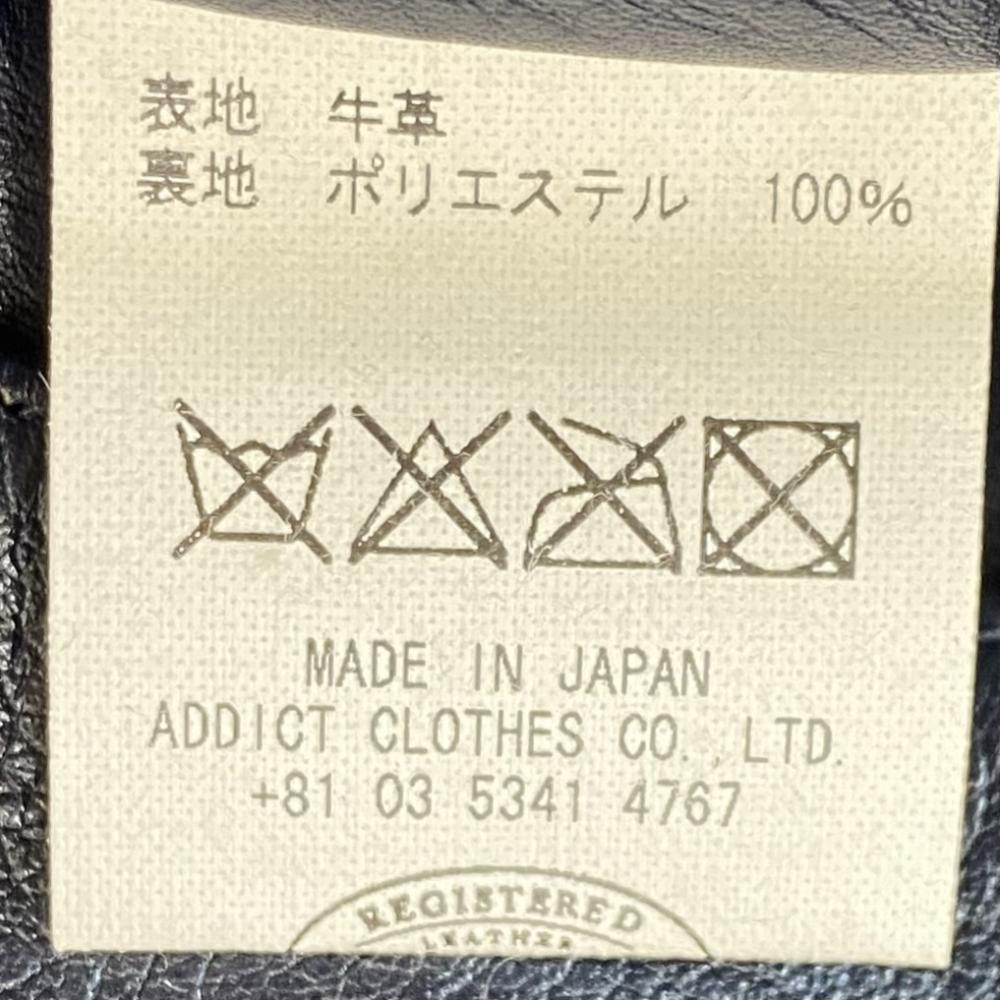 表地 牛革
裏地 ポリエステル 100%
MADE IN JAPAN
ADDICT CLOTHES CO.,LTD.
+81 03 5341 4767
REGISTERED
LEATHER